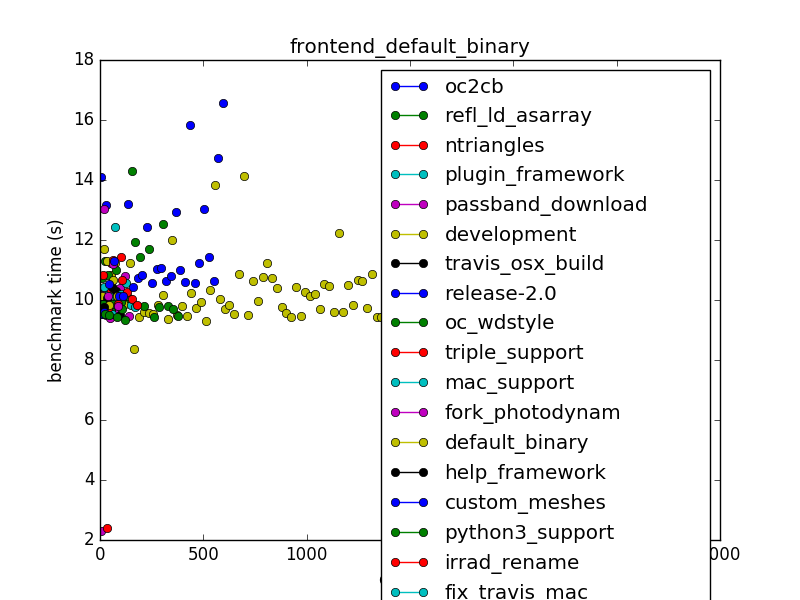 frontend_default_binary
benchmark time (s)
18
16
14
12
10
8
6
4
2
0
500
1000
000
oc2cb
refl_ld_asarray
ntriangles
plugin_framework
passband_download
development
travis_osx_build
release-2.0
oc_wdstyle
triple_support
mac_support
fork_photodynam
default_binary
help_framework
custom_meshes
python3_support
irrad_rename
fix_travis_mac